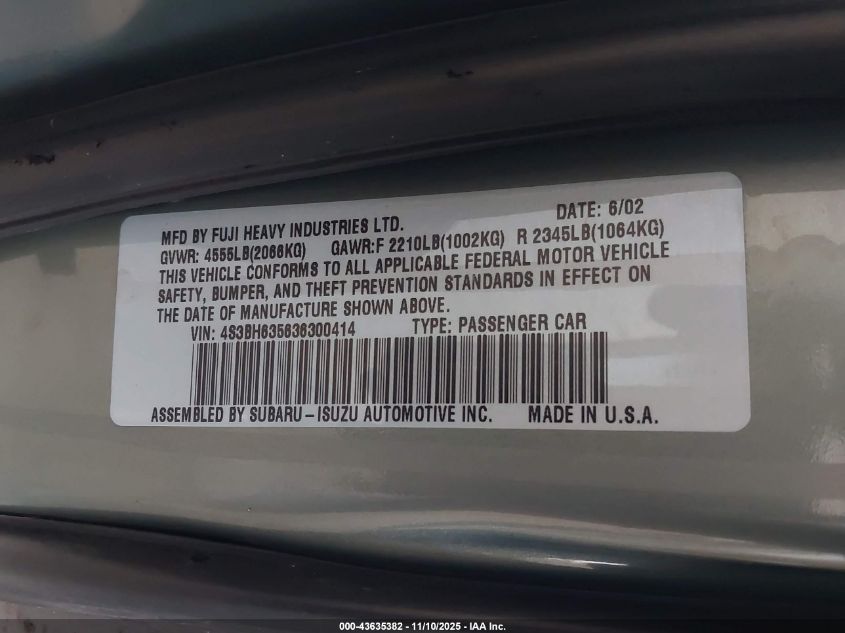 DATE: 6/02
MFD BY FUJI HEAVY INDUSTRIES LTD.
GVWR: 4555LB(2066KG) GAWR:F 2210LB(1002KG) R 2345LB(1064KG)
THIS VEHICLE CONFORMS TO ALL APPLICABLE FEDERAL MOTOR VEHICLE
SAFETY, BUMPER, AND THEFT PREVENTION STANDARDS IN EFFECT ON
THE DATE OF MANUFACTURE SHOWN ABOVE.
VIN: 4S3BH635636300414 TYPE: PASSENGER CAR
ASSEMBLED BY SUBARU-ISUZU AUTOMOTIVE INC. MADE IN U.S.A.
000-43635382 - 11/10/2025 - IAA Inc.